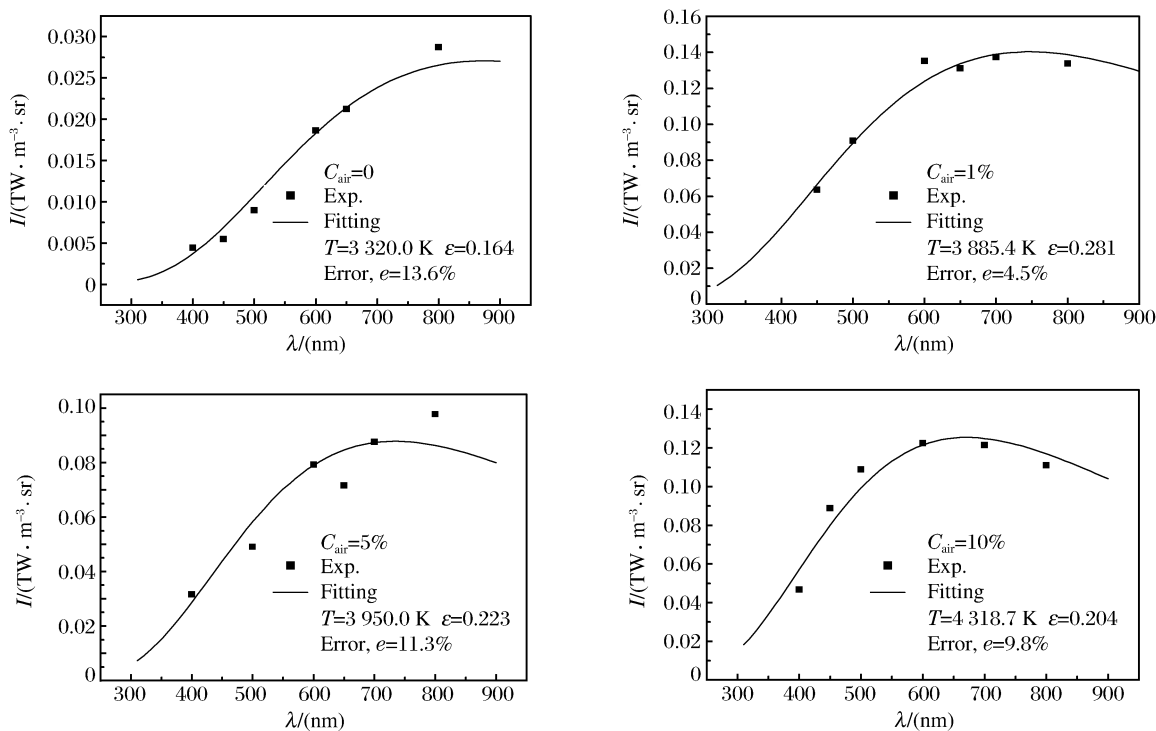 I/(TW· m⁻³· sr)
0.030
0.025
0.020
0.015
0.010
0.005
0
C_air=0
Exp.
Fitting
T=3 320.0 K ε=0.164
Error, e=13.6%
300 400 500 600 700 800 900
λ/(nm)
I/(TW· m⁻³· sr)
0.16
0.14
0.12
0.10
0.08
0.06
0.04
0.02
0
C_air=1%
Exp.
Fitting
T=3 885.4 K ε=0.281
Error, e=4.5%
300 400 500 600 700 800 900
λ/(nm)
I/(TW· m⁻³· sr)
0.10
0.08
0.06
0.04
0.02
0
C_air=5%
Exp.
Fitting
T=3 950.0 K ε=0.223
Error, e=11.3%
300 400 500 600 700 800 900
λ/(nm)
I/(TW· m⁻³· sr)
0.14
0.12
0.10
0.08
0.06
0.04
0.02
0
C_air=10%
Exp.
Fitting
T=4 318.7 K ε=0.204
Error, e=9.8%
300 400 500 600 700 800 900
λ/(nm)